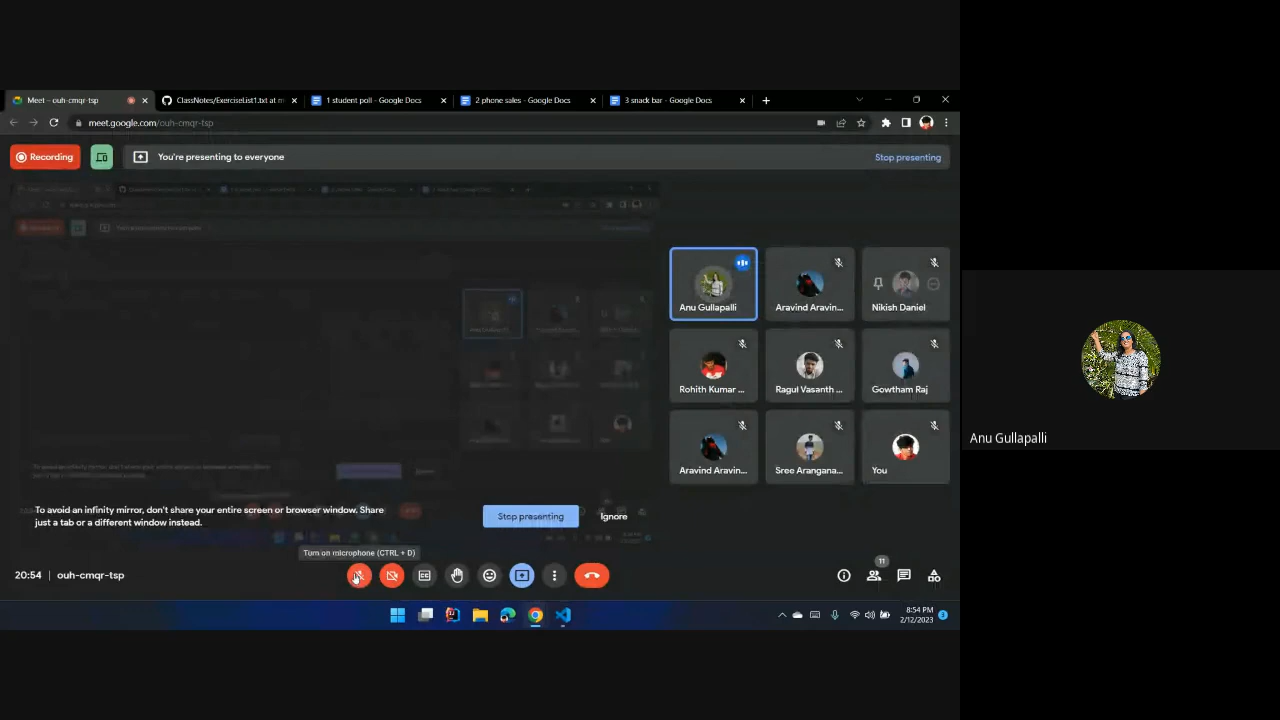 Meet – ouh-cmqr-tsp
ClassNotes/ExerciseList1.txt at m
1 student poll - Google Docs
2 phone sales - Google Docs
3 snack bar - Google Docs
meet.google.com/ouh-cmqr-tsp
Recording
You're presenting to everyone
Stop presenting
Anu Gullapalli
Aravind Aravin...
Nikish Daniel
Rohith Kumar ...
Ragul Vasanth ...
Gowtham Raj
Aravind Aravin...
Sree Arangana...
You
Anu Gullapalli
To avoid an infinity mirror, don't share your entire screen or browser window. Share
just a tab or a different window instead.
Stop presenting
Ignore
Turn on microphone (CTRL + D)
20:54 | ouh-cmqr-tsp
CC
11
8:54 PM
2/12/2023
3